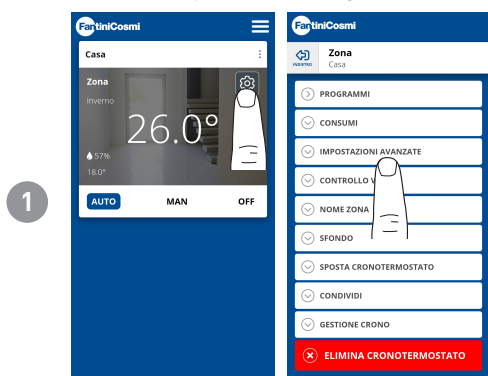 FantiniCosmi
Casa
Zona
Inverno
26.0°
57%
18.0°
AUTO MAN OFF
1
FantiniCosmi
INDIETRO
Zona
Casa
PROGRAMMI
CONSUMI
IMPOSTAZIONI AVANZATE
CONTROLLO
NOME ZONA
SFONDO
SPOSTA CRONOTERMOSTATO
CONDIVIDI
GESTIONE CRONO
ELIMINA CRONOTERMOSTATO